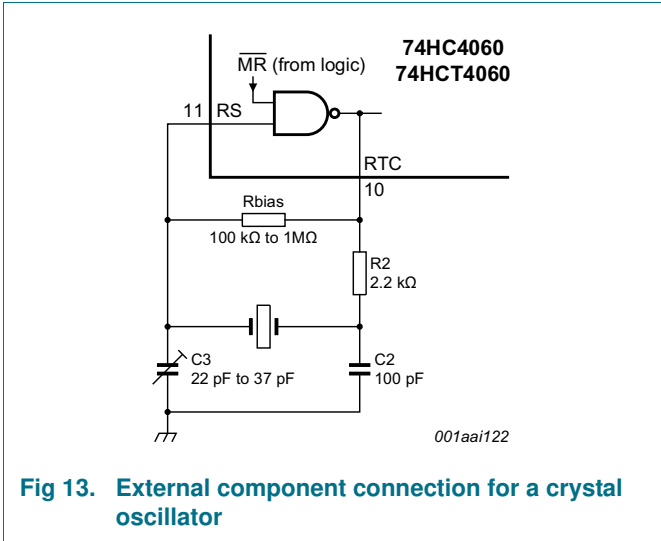 74HC4060
74HCT4060
MR (from logic)
11 RS
RTC
10
Rbias
100 kΩ to 1MΩ
R2
2.2 kΩ
C3
22 pF to 37 pF
C2
100 pF
001aai122
Fig 13. External component connection for a crystal
oscillator